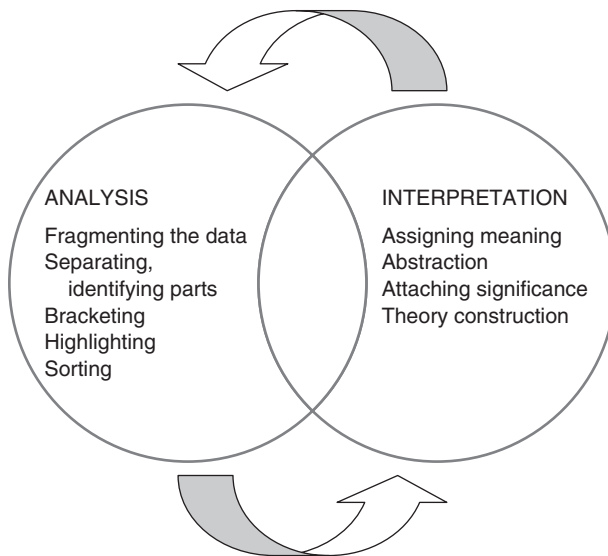 ANALYSIS
Fragmenting the data
Separating,
identifying parts
Bracketing
Highlighting
Sorting
INTERPRETATION
Assigning meaning
Abstraction
Attaching significance
Theory construction